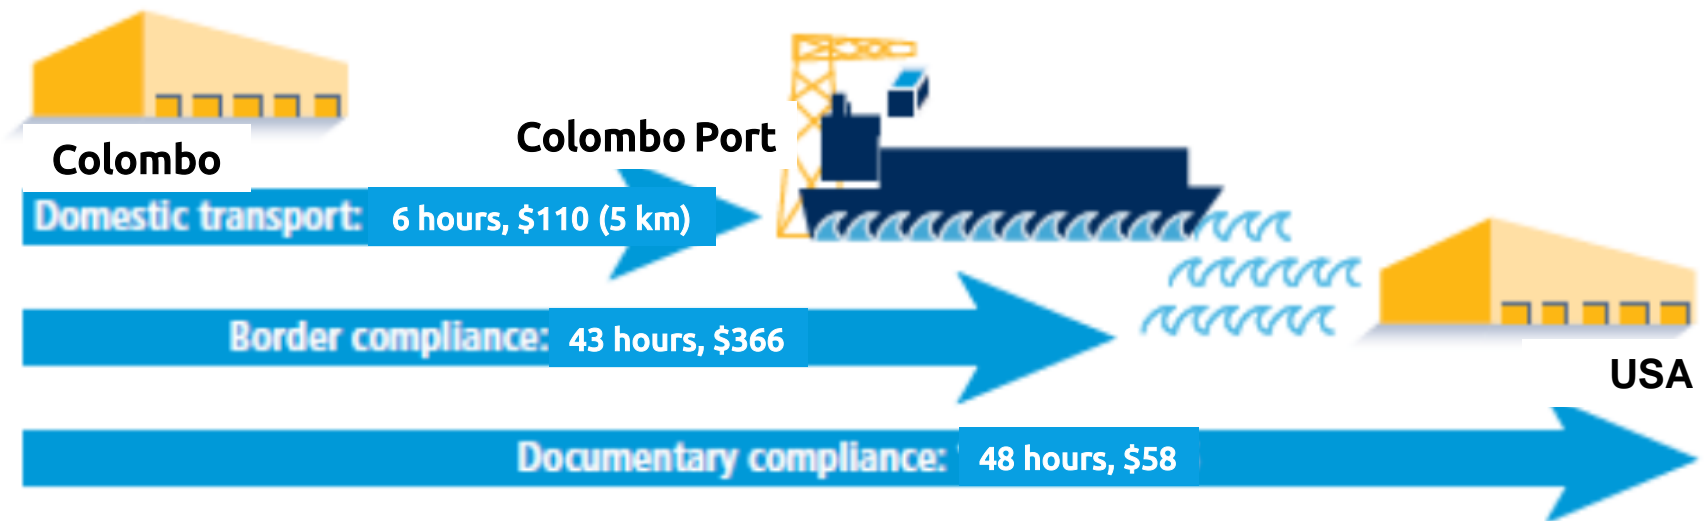 Colombo
Colombo Port
Domestic transport: 6 hours, $110 (5 km)
Border compliance: 43 hours, $366
USA
Documentary compliance: 48 hours, $58